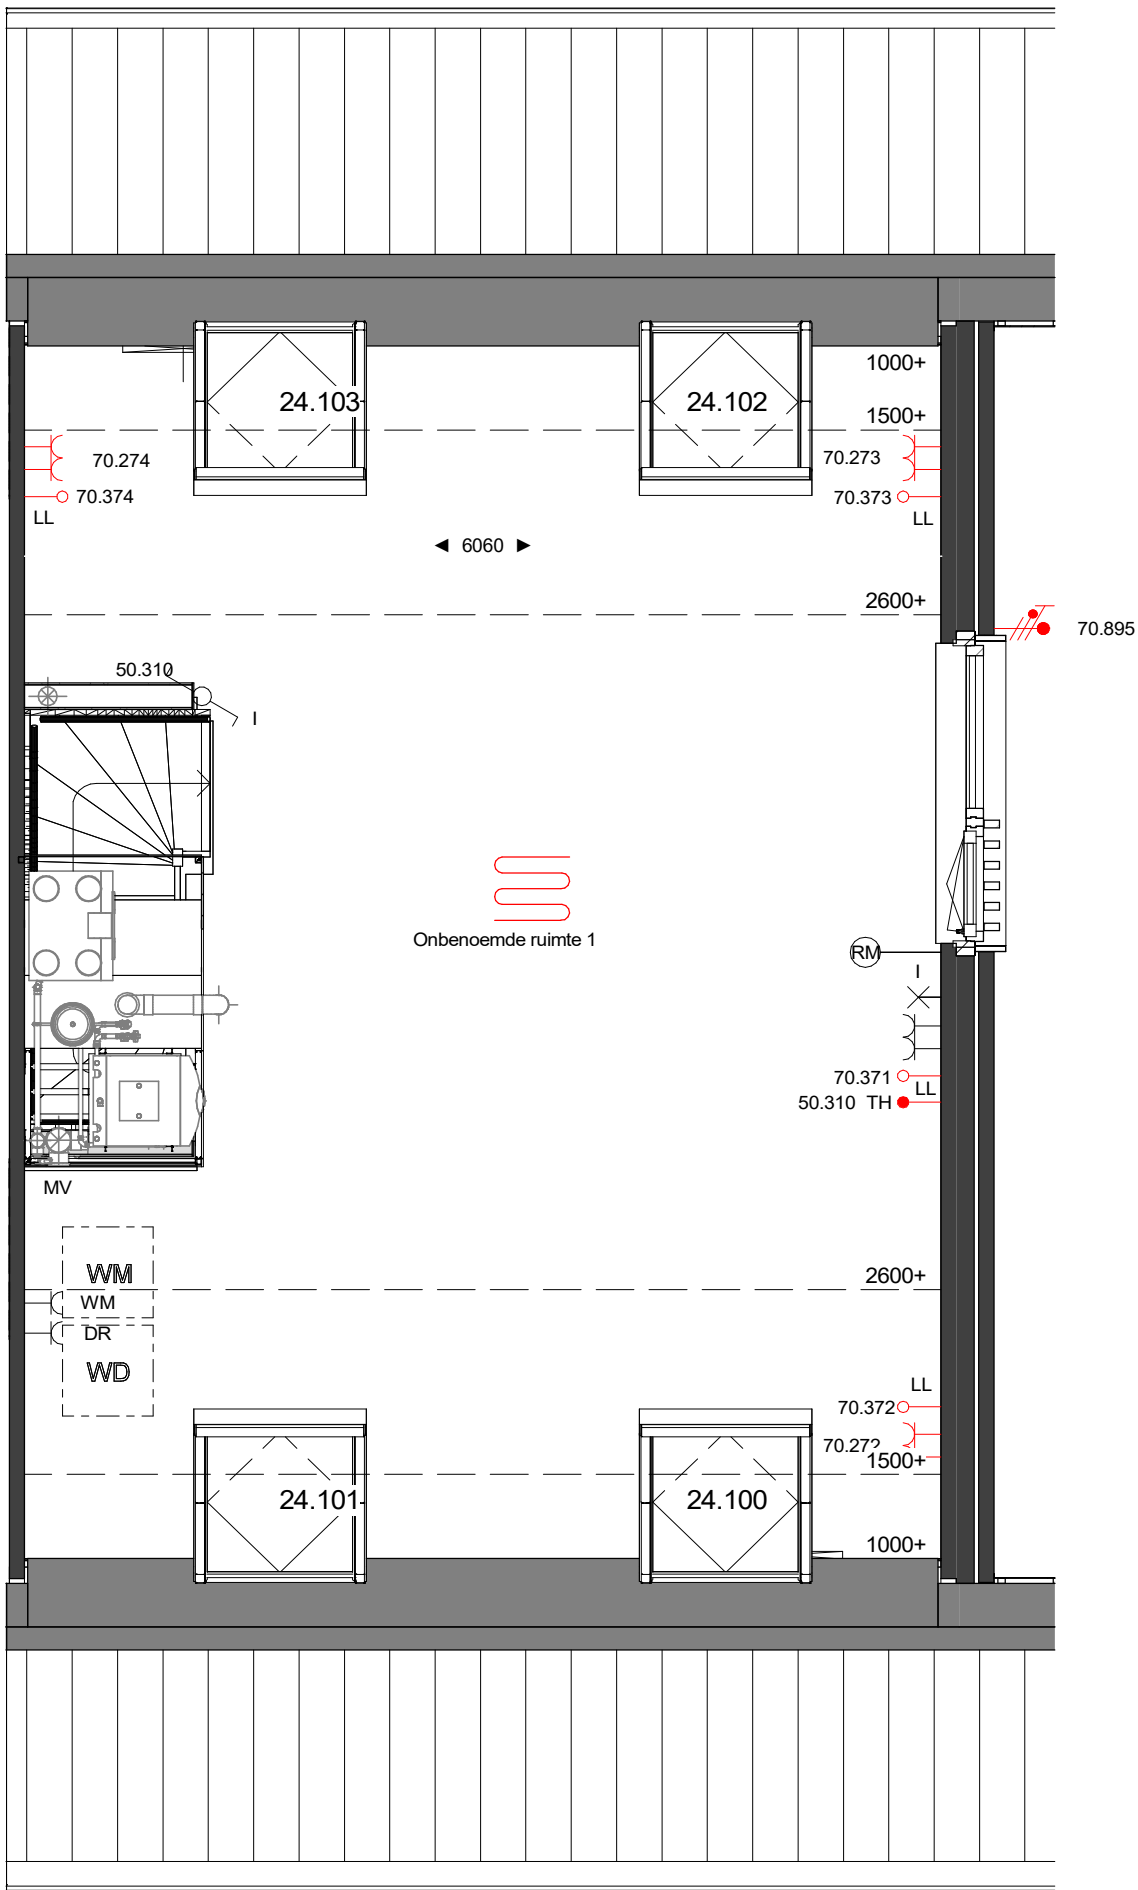 1000+
24.103
24.102
1500+
70.274
70.273
70.374
70.373
LL
LL
6060
2600+
70.895
50.310
I
Onbenoemde ruimte 1
RM
I
70.371
LL
50.310 TH
MV
WM
2600+
WM
DR
WD
LL
70.372
70.272
1500+
24.101
24.100
1000+